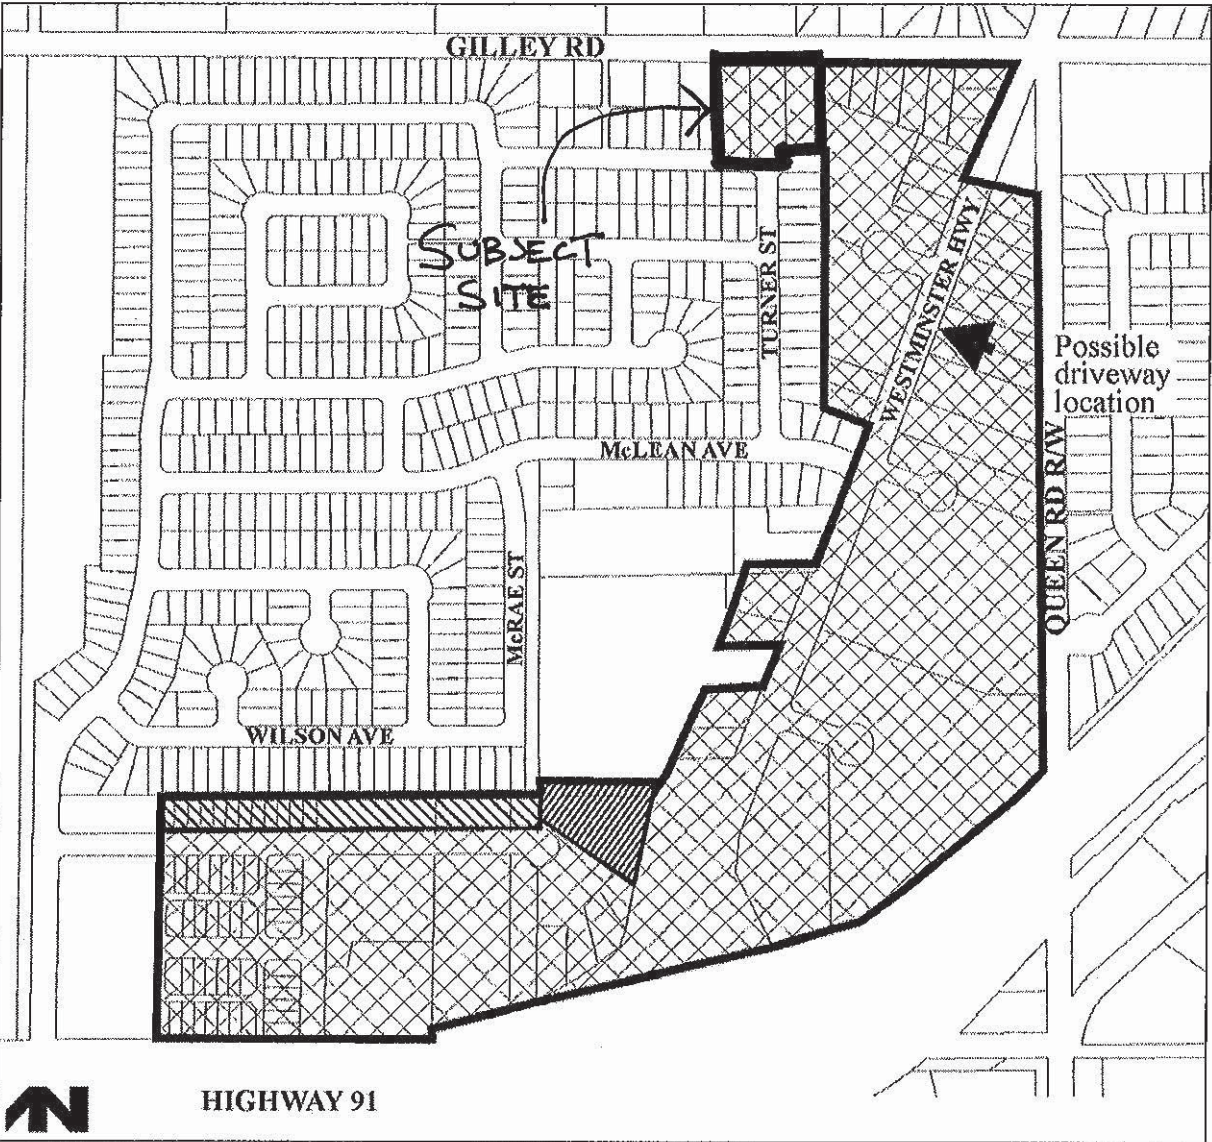 GILLEY RD
SUBJECT
SITE
TURNER ST
WESTMINSTER HWY
Possible
driveway
location
QUEEN RD R/W
McLEAN AVE
McRAE ST
WILSON AVE
N
HIGHWAY 91